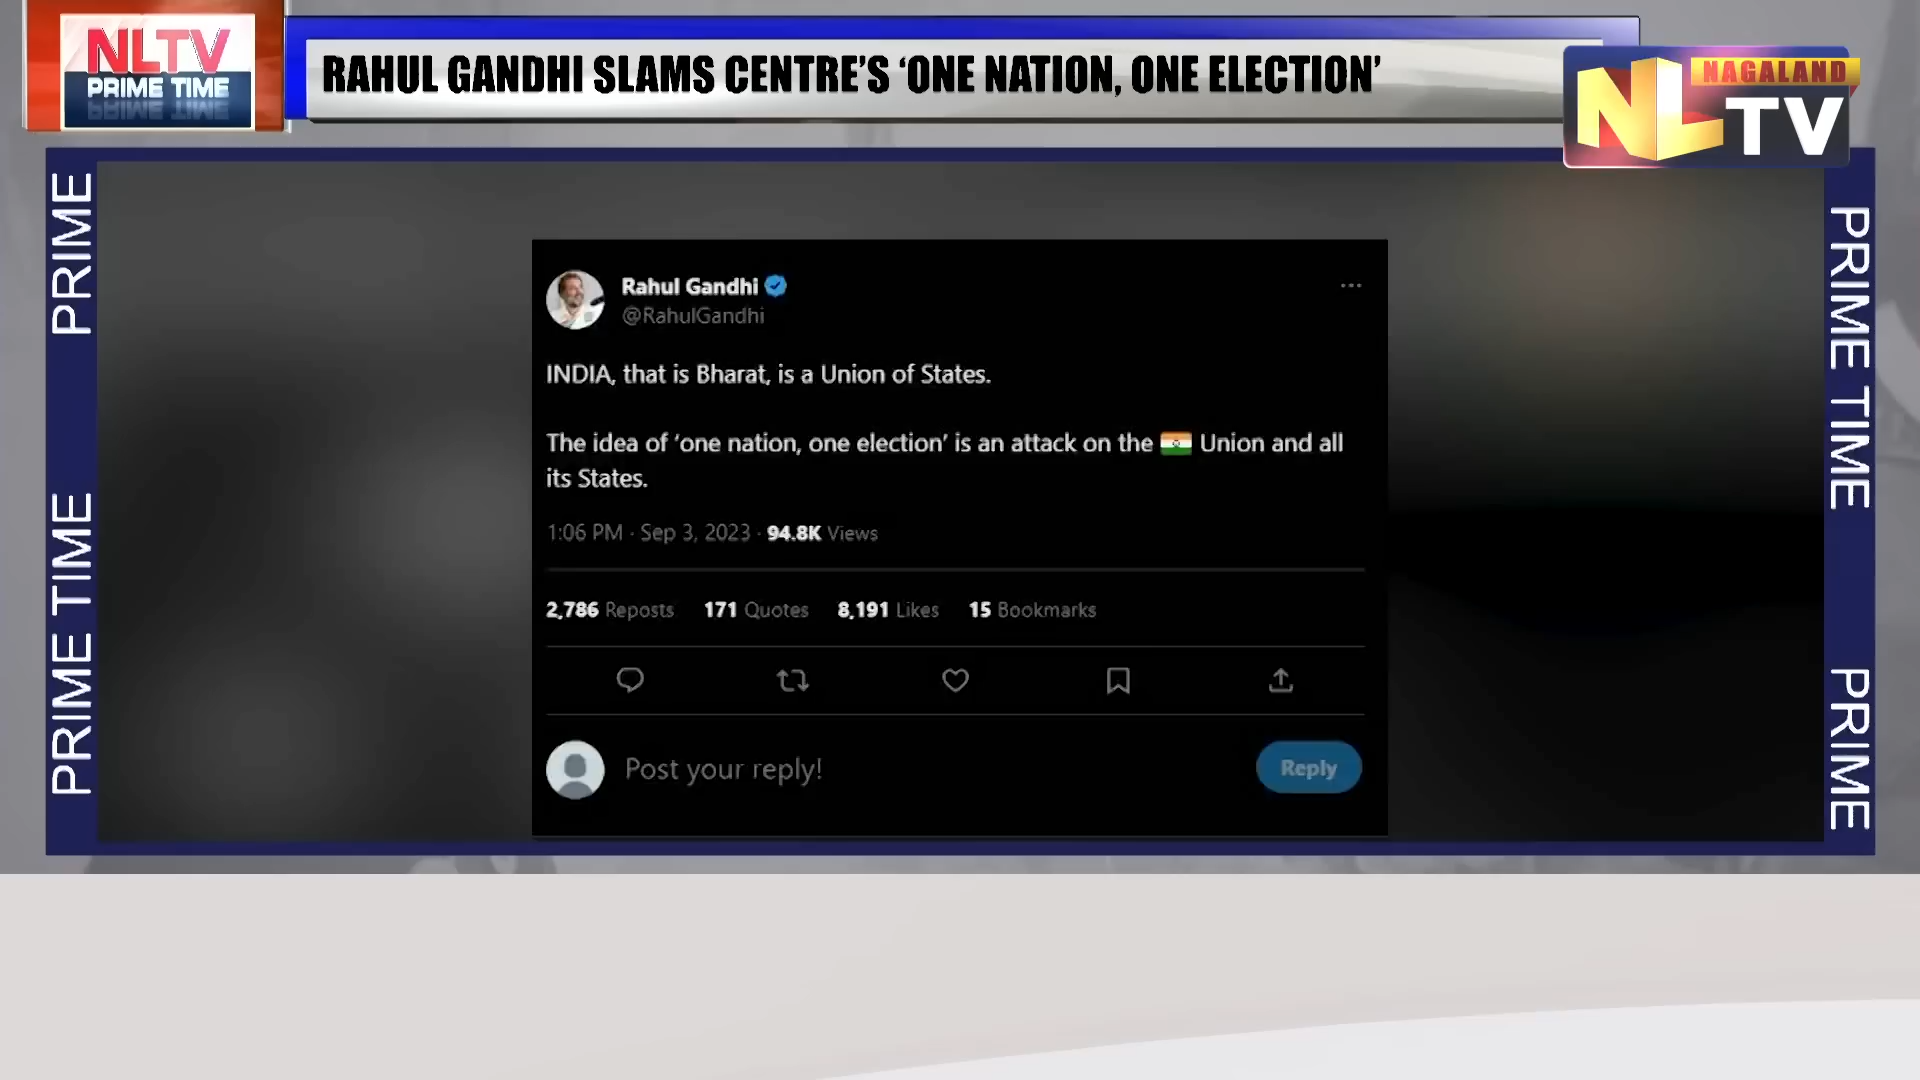 NLTV
PRIME TIME
RAHUL GANDHI SLAMS CENTRE'S ‘ONE NATION, ONE ELECTION’
NAGALAND
NLTV
PRIME
PRIME TIME
PRIME TIME
PRIME
Rahul Gandhi
@RahulGandhi
INDIA, that is Bharat, is a Union of States.
The idea of ‘one nation, one election’ is an attack on the 🇮🇳 Union and all
its States.
1:06 PM · Sep 3, 2023 · 94.8K Views
2,786 Reposts 171 Quotes 8,191 Likes 15 Bookmarks
Post your reply!
Reply